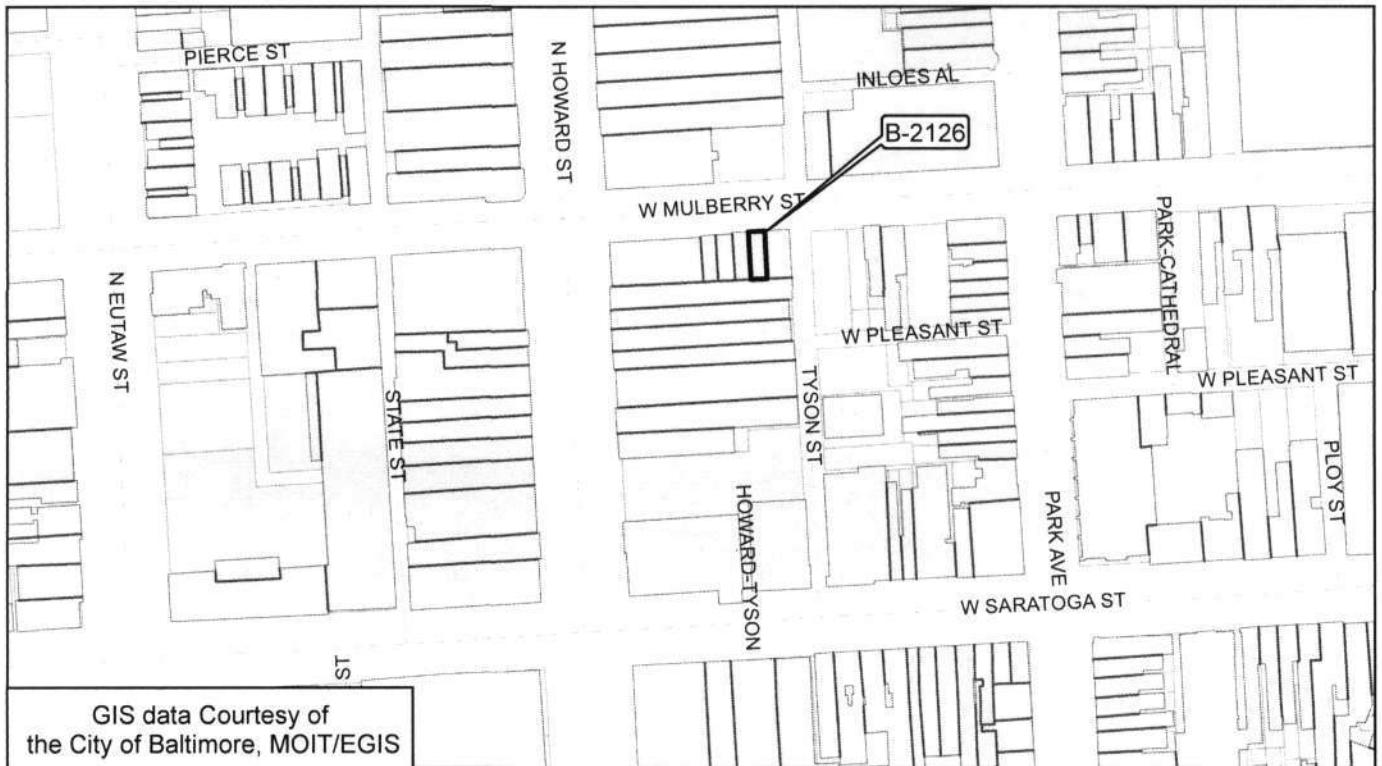 PIERCE ST
N HOWARD ST
INLOES AL
B-2126
W MULBERRY ST
PARK-CATHEDRAL
N EUTAW ST
W PLEASANT ST
STATE ST
TYSON ST
W PLEASANT ST
PLOY ST
HOWARD-TYSON
PARK AVE
W SARATOGA ST
ST
GIS data Courtesy of
the City of Baltimore, MOIT/EGIS